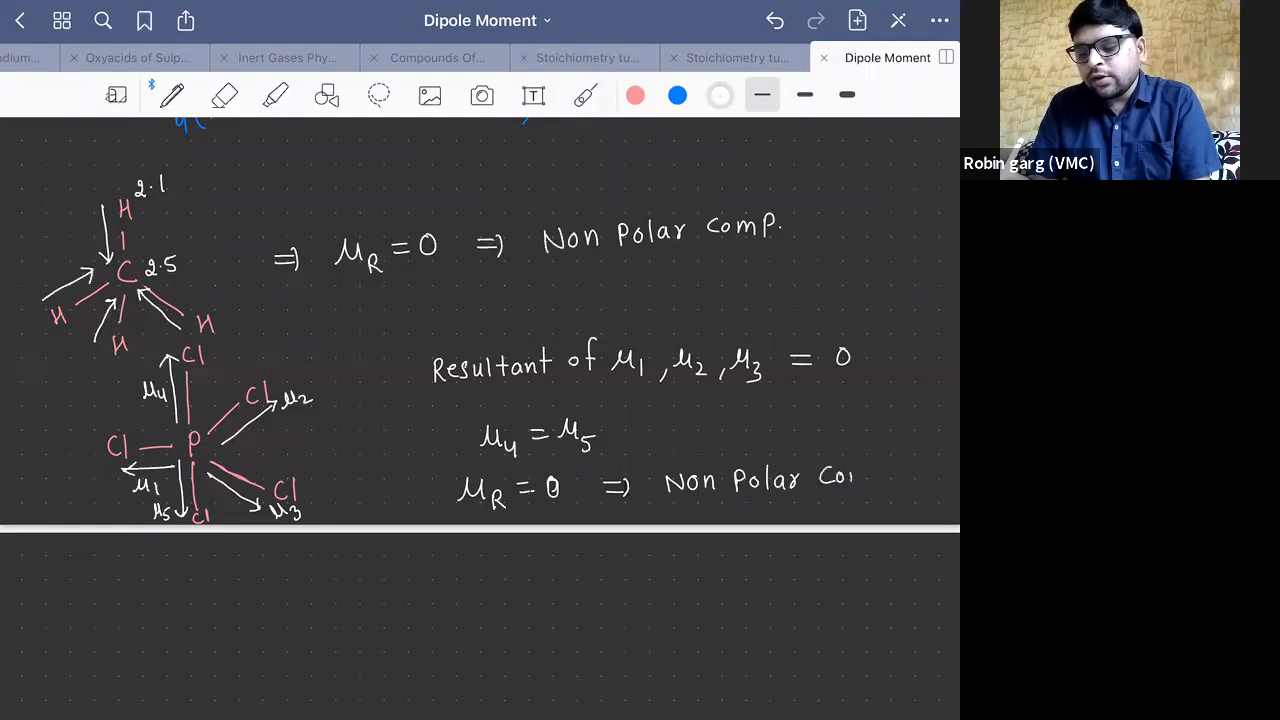 Dipole Moment
odium...
Oxyacids of Sulp...
Inert Gases Phy...
Compounds Of...
Stoichiometry tu...
Stoichiometry tu...
Dipole Moment
T
Robin garg (VMC)
H 2.1
C 2.5
H
H
H
⇒ μR = 0 ⇒ Non Polar comp.
Cl
μ4
Cl μ2
Cl P
μ1
Cl
μ5 Cl μ3
Resultant of μ1, μ2, μ3 = 0
μ4 = μ5
μR = 0 ⇒ Non Polar Co